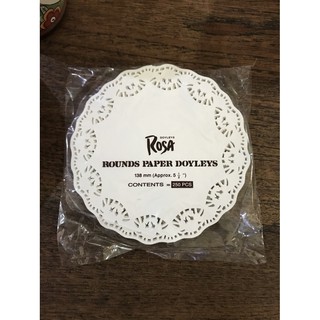 DOYLEYS
ROSA
ROUNDS PAPER DOYLEYS
138 mm (Approx. 5 ½ ")
CONTENTS = 250 PCS